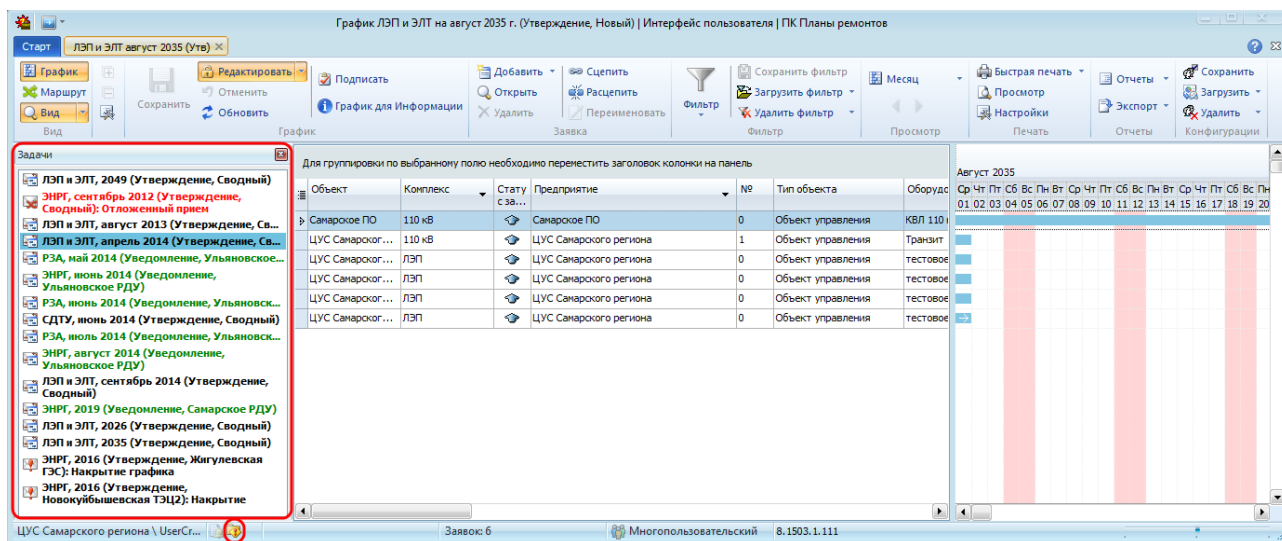 График ЛЭП и ЭЛТ на август 2035 г. (Утверждение, Новый) | Интерфейс пользователя | ПК Планы ремонтов
Старт ЛЭП и ЭЛТ август 2035 (Утв)
График Редактировать Подписать Добавить Сцепить Сохранить фильтр Месяц Быстрая печать Отчеты Сохранить
Маршрут Сохранить Отменить Открыть Расцепить Фильтр Загрузить фильтр Просмотр Загрузить
Вид Обновить График для Информации Удалить Переименовать Удалить фильтр Настройки Экспорт Удалить
Вид График Заявка Фильтр Просмотр Печать Отчеты Конфигурации
Задачи
ЛЭП и ЭЛТ, 2049 (Утверждение, Сводный)
ЭНРГ, сентябрь 2012 (Утверждение,
Сводный): Отложенный прием
ЛЭП и ЭЛТ, август 2013 (Утверждение, Св...
ЛЭП и ЭЛТ, апрель 2014 (Утверждение, Св...
РЗА, май 2014 (Уведомление, Ульяновское...
ЭНРГ, июнь 2014 (Уведомление,
Ульяновское РДУ)
РЗА, июнь 2014 (Уведомление, Ульяновск...
СДТУ, июнь 2014 (Утверждение, Сводный)
РЗА, июль 2014 (Уведомление, Ульяновск...
ЭНРГ, август 2014 (Уведомление,
Ульяновское РДУ)
ЛЭП и ЭЛТ, сентябрь 2014 (Утверждение,
Сводный)
ЭНРГ, 2019 (Уведомление, Самарское РДУ)
ЛЭП и ЭЛТ, 2026 (Утверждение, Сводный)
ЛЭП и ЭЛТ, 2035 (Утверждение, Сводный)
ЭНРГ, 2016 (Утверждение, Жигулевская
ГЭС): Накрытие графика
ЭНРГ, 2016 (Утверждение,
Новокуйбышевская ТЭЦ2): Накрытие
Для группировки по выбранному полю необходимо переместить заголовок колонки на панель
Объект Комплекс Стату Предприятие № Тип объекта Оборудо
с за...
Самарское ПО 110 кВ Самарское ПО 0 Объект управления КВЛ 110
ЦУС Самарског... 110 кВ ЦУС Самарского региона 1 Объект управления Транзит
ЦУС Самарског... ЛЭП ЦУС Самарского региона 0 Объект управления тестовое
ЦУС Самарског... ЛЭП ЦУС Самарского региона 0 Объект управления тестовое
ЦУС Самарског... ЛЭП ЦУС Самарского региона 0 Объект управления тестовое
ЦУС Самарског... ЛЭП ЦУС Самарского региона 0 Объект управления тестовое
Август 2035
Ср Чт Пт Сб Вс Пн Вт Ср Чт Пт Сб Вс Пн Вт Ср Чт Пт Сб Вс Пн
01 02 03 04 05 06 07 08 09 10 11 12 13 14 15 16 17 18 19 20
ЦУС Самарского региона \ UserCr... Заявок: 6 Многопользовательский 8.1503.1.111